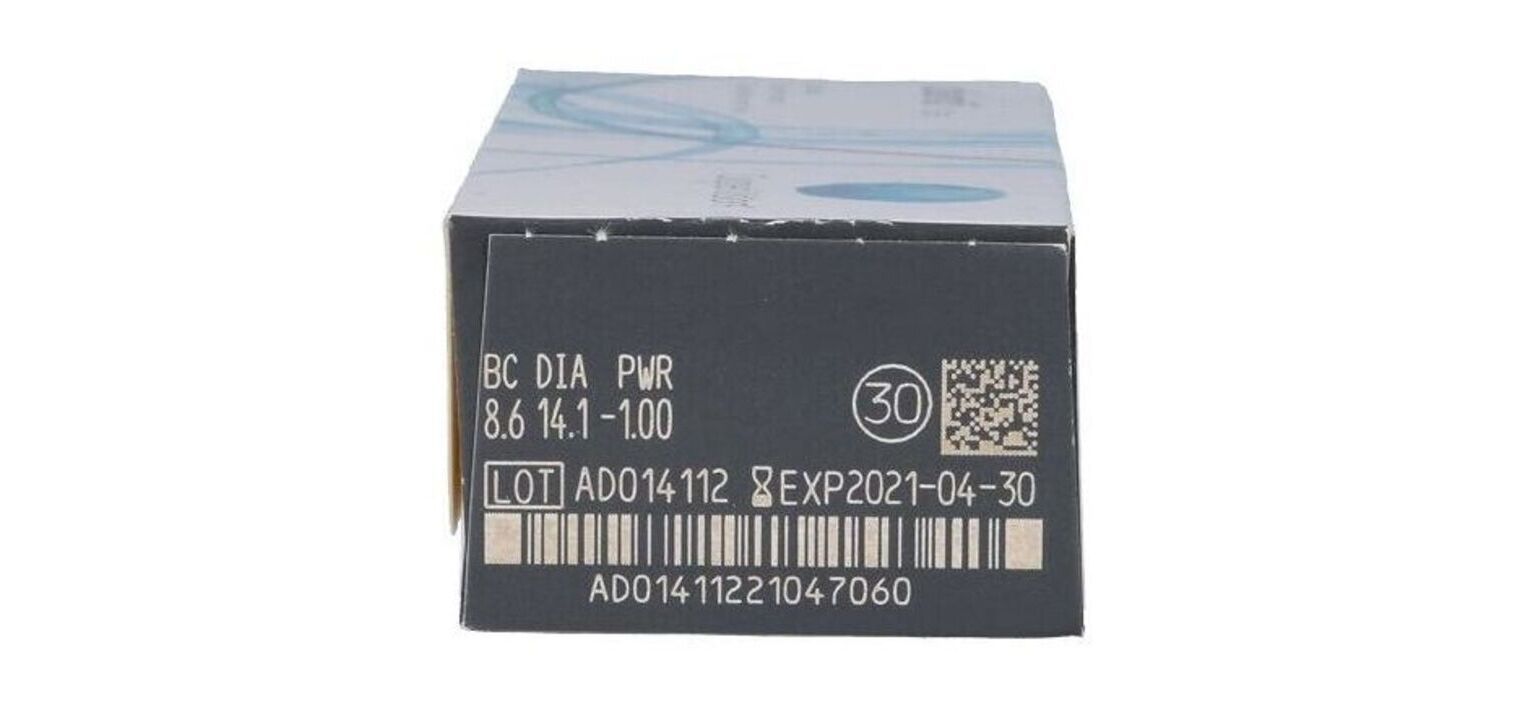 BC DIA PWR
8.6 14.1 -1.00
30
LOT AD014112 EXP2021-04-30
AD01411221047060